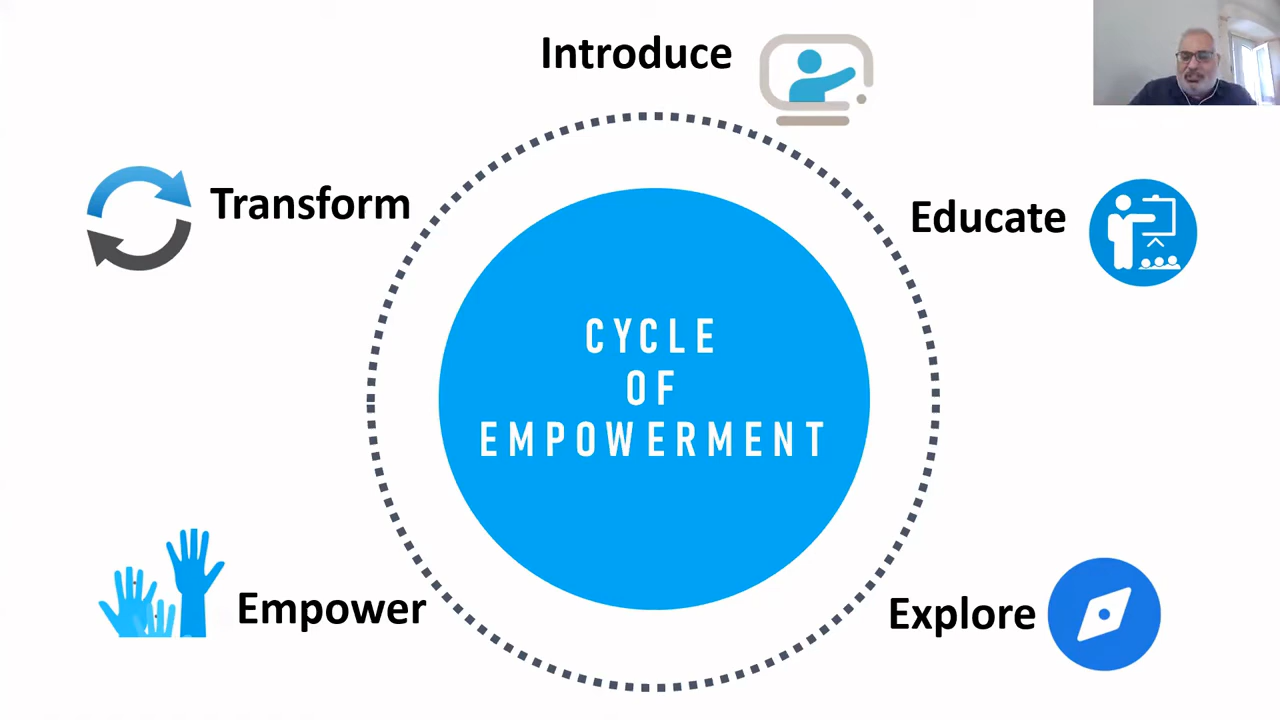 Introduce
Transform
Educate
CYCLE
OF
EMPOWERMENT
Empower
Explore